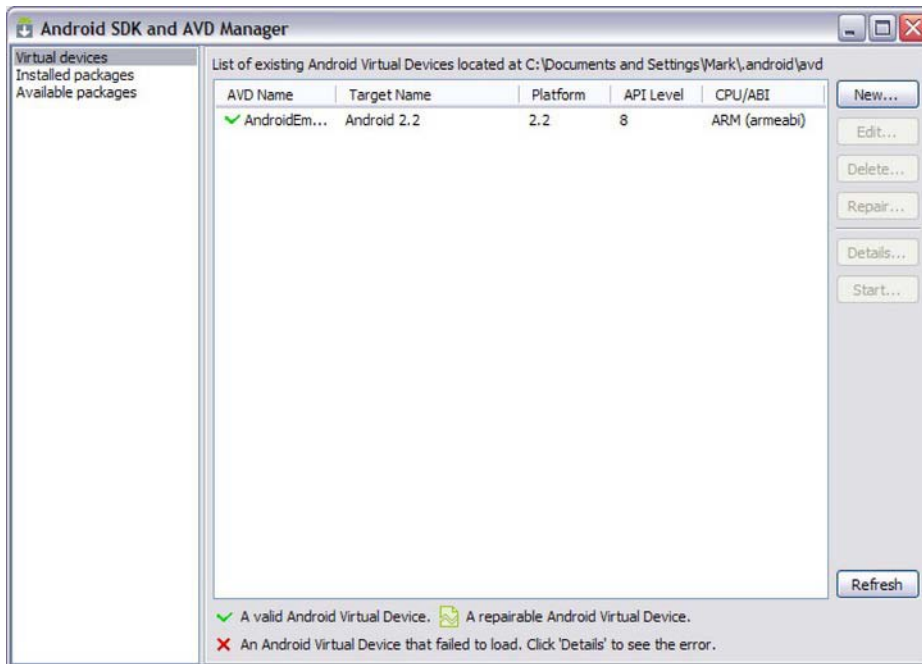 Android SDK and AVD Manager
Virtual devices
Installed packages
Available packages
List of existing Android Virtual Devices located at C:\Documents and Settings\Mark\.android\avd
AVD Name Target Name Platform API Level CPU/ABI
AndroidEm... Android 2.2 2.2 8 ARM (armeabi)
New...
Edit...
Delete...
Repair...
Details...
Start...
Refresh
A valid Android Virtual Device. A repairable Android Virtual Device.
An Android Virtual Device that failed to load. Click 'Details' to see the error.